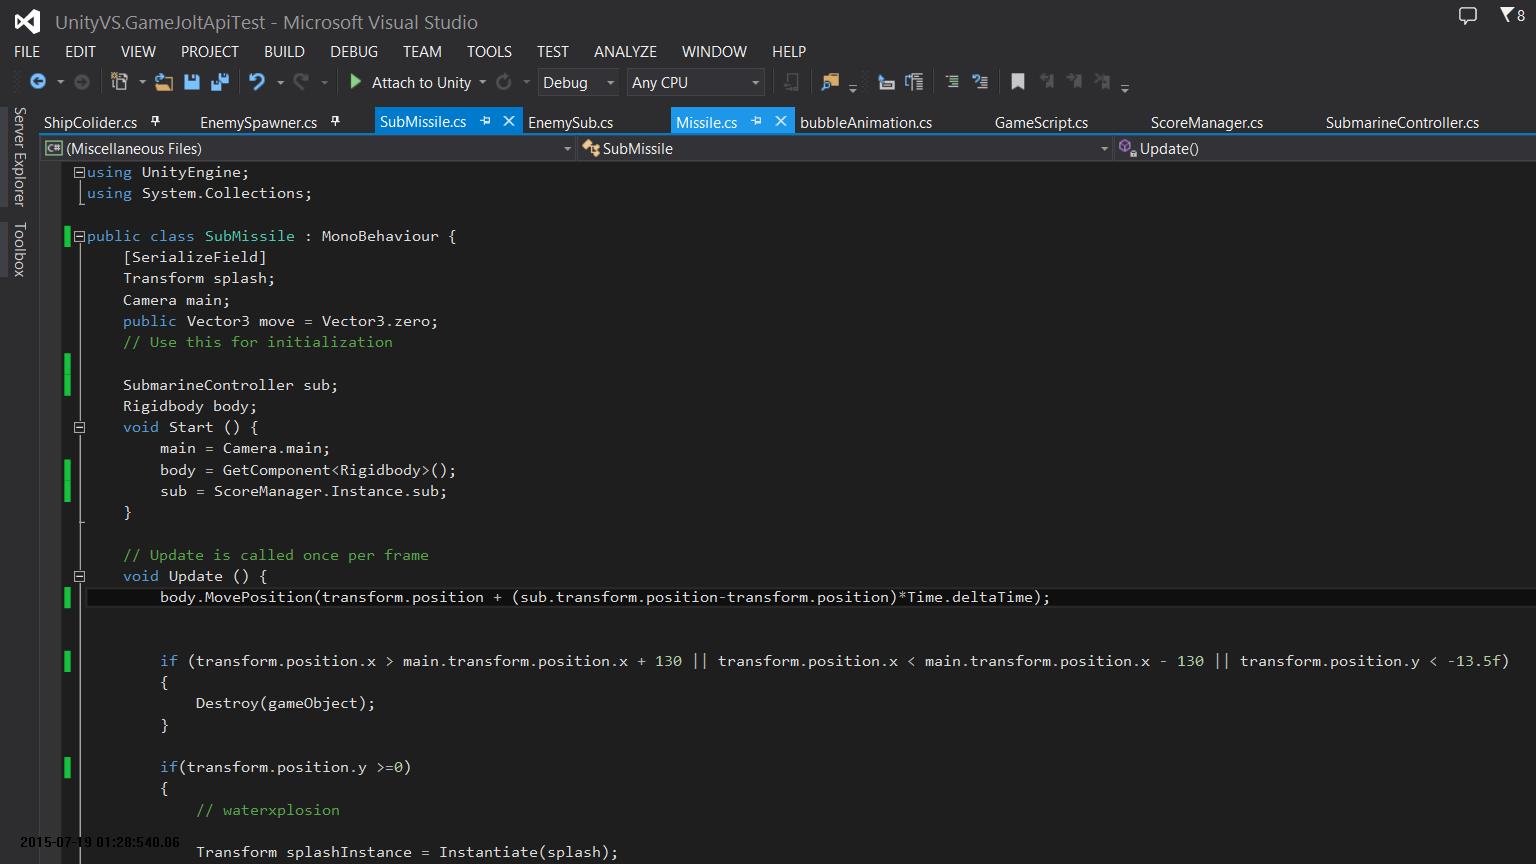 UnityVS.GameJoltApiTest - Microsoft Visual Studio
8
FILE EDIT VIEW PROJECT BUILD DEBUG TEAM TOOLS TEST ANALYZE WINDOW HELP
Attach to Unity Debug Any CPU
ShipColider.cs EnemySpawner.cs SubMissile.cs EnemySub.cs Missile.cs bubbleAnimation.cs GameScript.cs ScoreManager.cs SubmarineController.cs
Server Explorer
Toolbox
C# (Miscellaneous Files) SubMissile Update()
using UnityEngine;
using System.Collections;
public class SubMissile : MonoBehaviour {
[SerializeField]
Transform splash;
Camera main;
public Vector3 move = Vector3.zero;
// Use this for initialization
SubmarineController sub;
Rigidbody body;
void Start () {
main = Camera.main;
body = GetComponent<Rigidbody>();
sub = ScoreManager.Instance.sub;
}
// Update is called once per frame
void Update () {
body.MovePosition(transform.position + (sub.transform.position-transform.position)*Time.deltaTime);
if (transform.position.x > main.transform.position.x + 130 || transform.position.x < main.transform.position.x - 130 || transform.position.y < -13.5f)
{
Destroy(gameObject);
}
if(transform.position.y >=0)
{
// waterxplosion
2015-07-19 01:28:540.06
Transform splashInstance = Instantiate(splash);